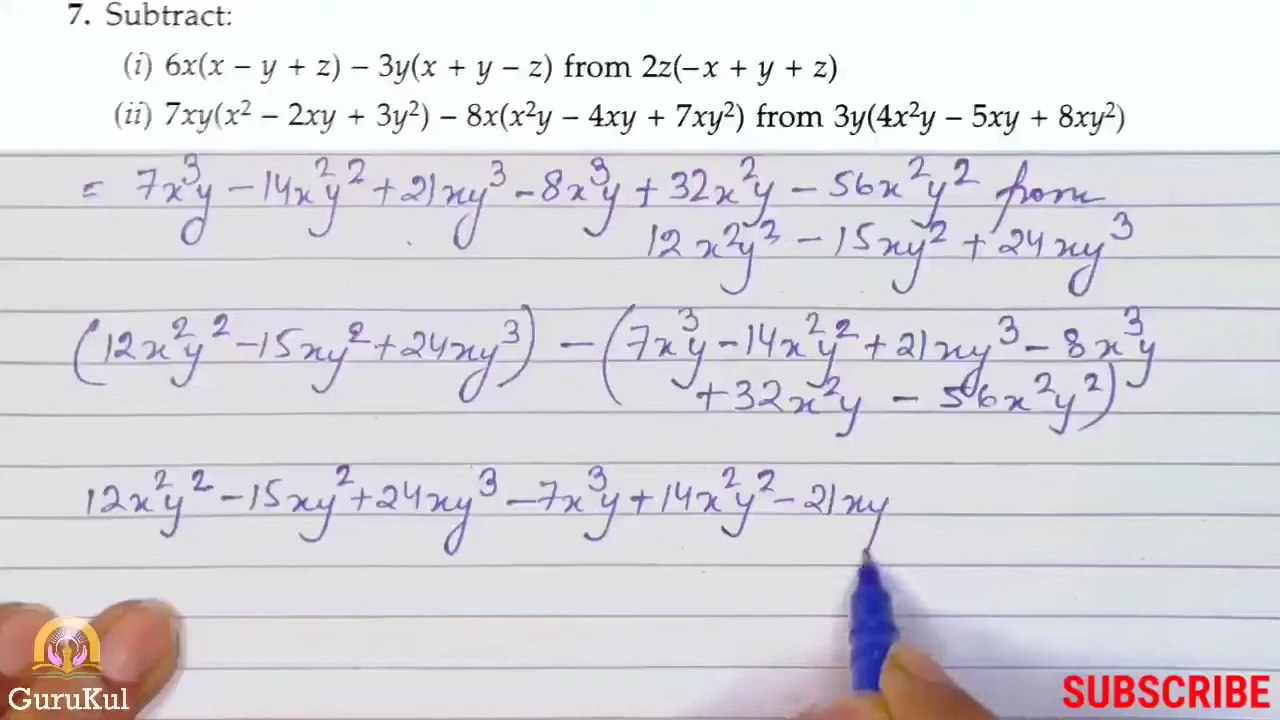 7. Subtract:
(i) 6x(x − y + z) − 3y(x + y − z) from 2z(−x + y + z)
(ii) 7xy(x² − 2xy + 3y²) − 8x(x²y − 4xy + 7xy²) from 3y(4x²y − 5xy + 8xy²)
= 7x³y − 14x²y² + 21xy³ − 8x³y + 32x²y − 56x²y² from
12x²y² − 15xy² + 24xy³
(12x²y² − 15xy² + 24xy³) − (7x³y − 14x²y² + 21xy³ − 8x³y
+ 32x²y − 56x²y²)
12x²y² − 15xy² + 24xy³ − 7x³y + 14x²y² − 21xy
GuruKul
SUBSCRIBE